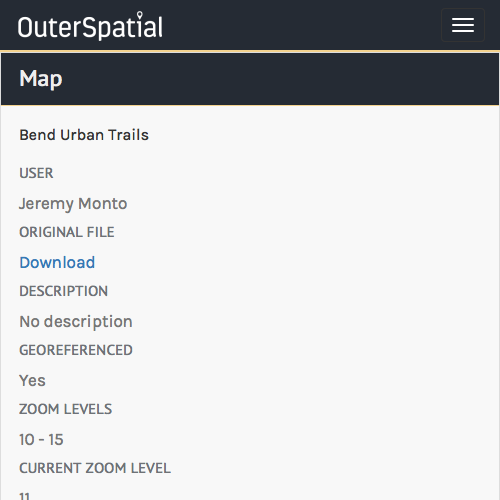 OuterSpatial
Map
Bend Urban Trails
USER
Jeremy Monto
ORIGINAL FILE
Download
DESCRIPTION
No description
GEOREFERENCED
Yes
ZOOM LEVELS
10 - 15
CURRENT ZOOM LEVEL
11